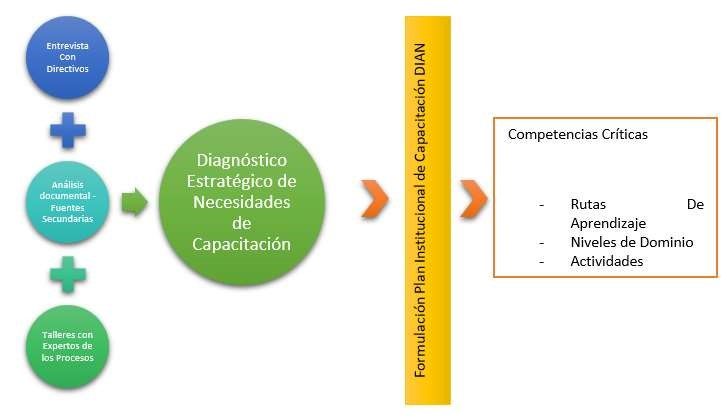 Entrevista
Con
Directivos
Análisis
documental -
Fuentes
Secundarias
Talleres con
Expertos de
los Procesos
Diagnóstico
Estratégico de
Necesidades
de
Capacitación
Formulación Plan Institucional de Capacitación DIAN
Competencias Críticas
- Rutas De
Aprendizaje
- Niveles de Dominio
- Actividades